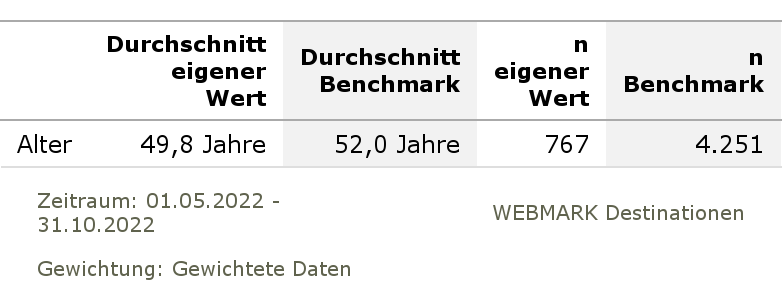 Durchschnitt
eigener
Wert
Durchschnitt
Benchmark
n
eigener
Wert
n
Benchmark
Alter 49,8 Jahre 52,0 Jahre 767 4.251
Zeitraum: 01.05.2022 -
31.10.2022
WEBMARK Destinationen
Gewichtung: Gewichtete Daten